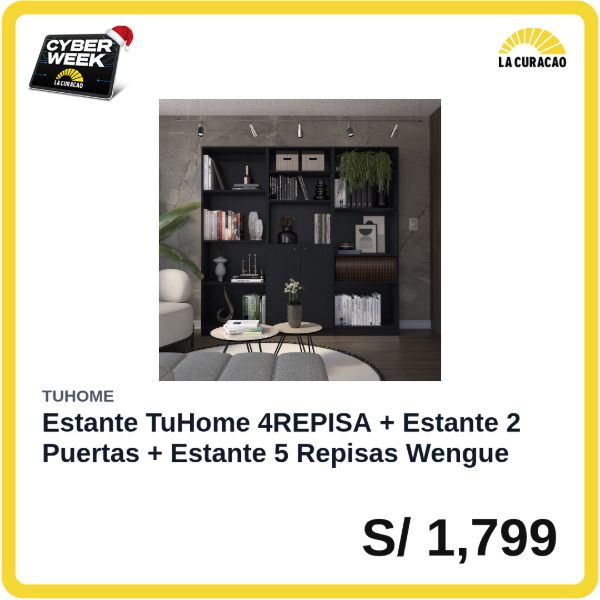 CYBER
WEEK
LA CURACAO
LA CURACAO
TUHOME
Estante TuHome 4REPISA + Estante 2
Puertas + Estante 5 Repisas Wengue
S/ 1,799